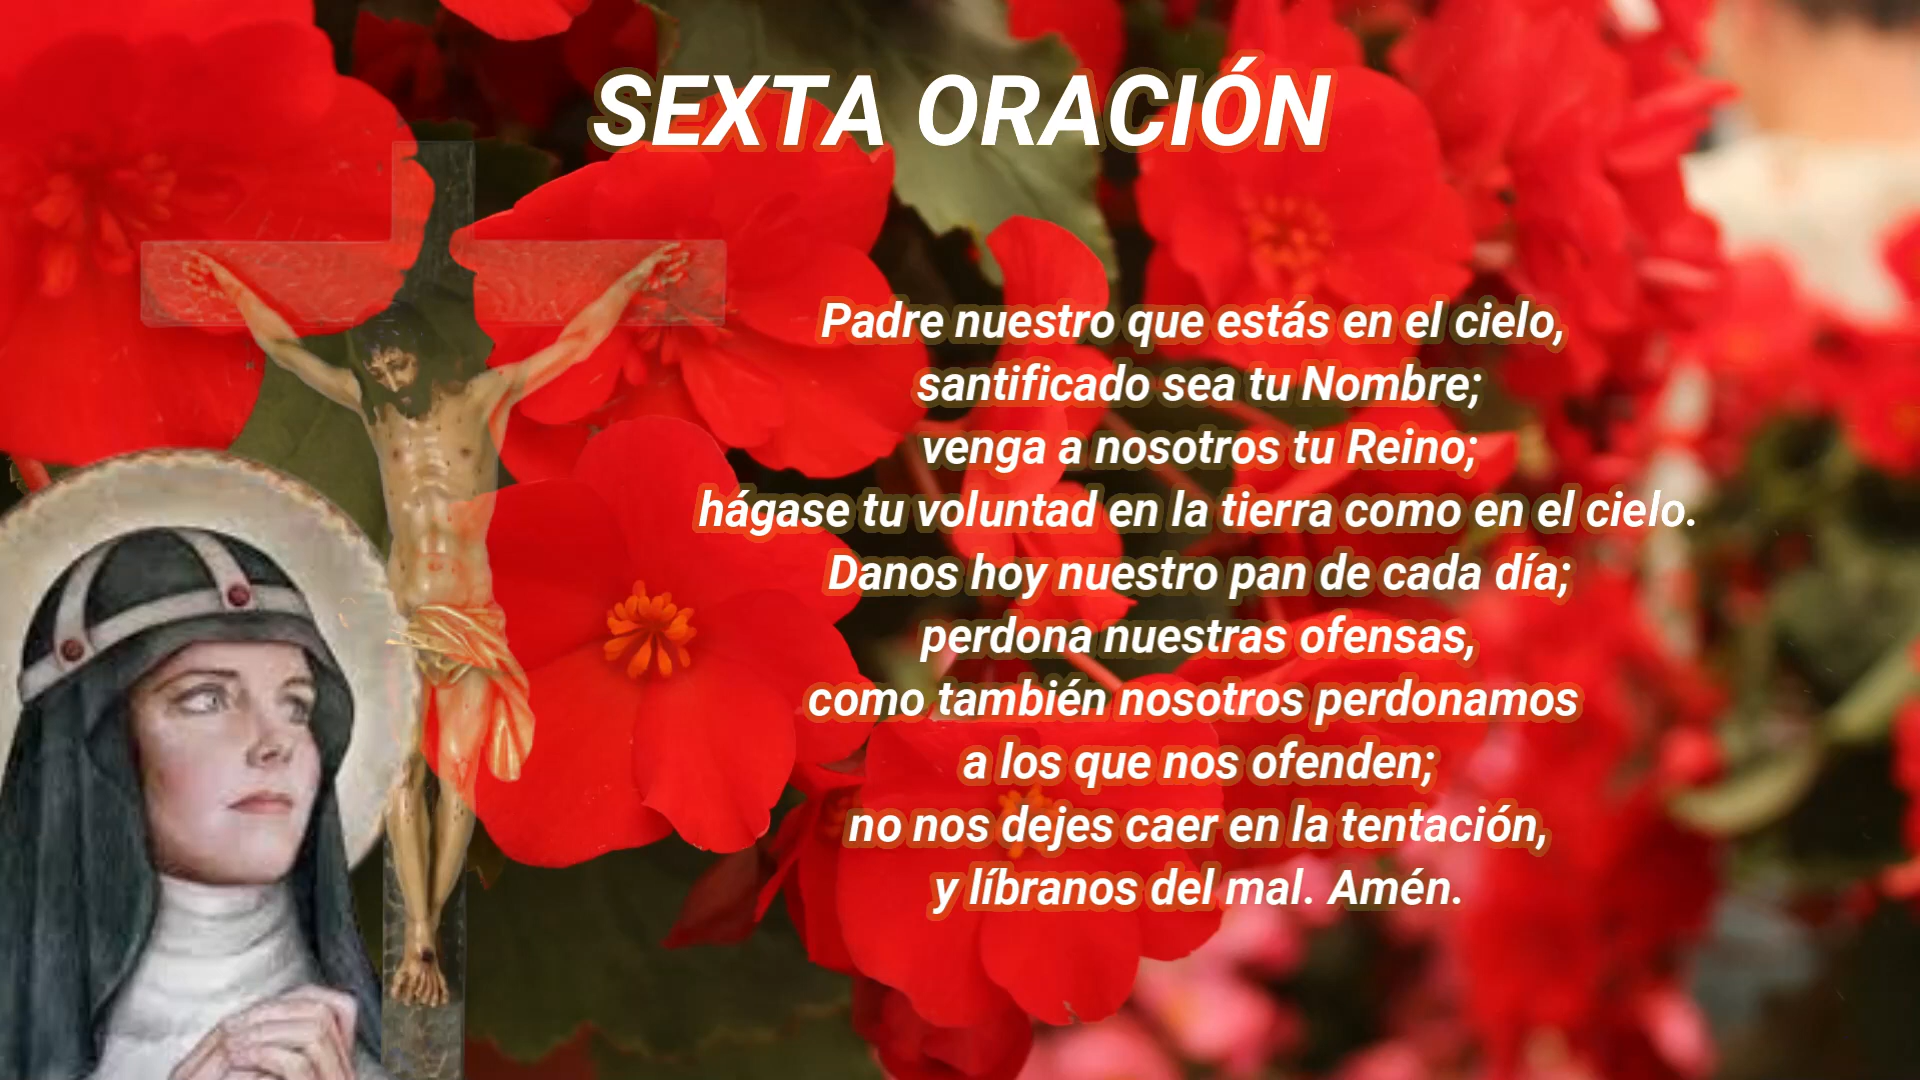 SEXTA ORACIÓN
Padre nuestro que estás en el cielo,
santificado sea tu Nombre;
venga a nosotros tu Reino;
hágase tu voluntad en la tierra como en el cielo.
Danos hoy nuestro pan de cada día;
perdona nuestras ofensas,
como también nosotros perdonamos
a los que nos ofenden;
no nos dejes caer en la tentación,
y líbranos del mal. Amén.